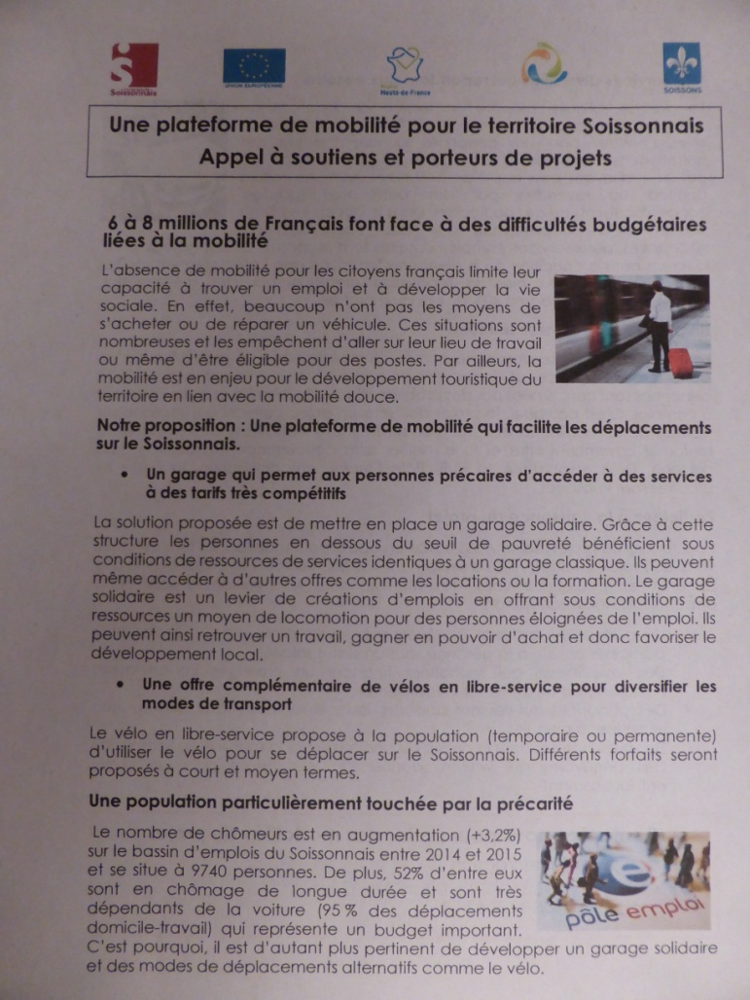 iS
Soissonnais
UNION EUROPÉENNE
Hauts-de-France
SOISSONS
Une plateforme de mobilité pour le territoire Soissonnais
Appel à soutiens et porteurs de projets
6 à 8 millions de Français font face à des difficultés budgétaires
liées à la mobilité
L'absence de mobilité pour les citoyens français limite leur
capacité à trouver un emploi et à développer la vie
sociale. En effet, beaucoup n'ont pas les moyens de
s'acheter ou de réparer un véhicule. Ces situations sont
nombreuses et les empêchent d'aller sur leur lieu de travail
ou même d'être éligible pour des postes. Par ailleurs, la
mobilité est en enjeu pour le développement touristique du
territoire en lien avec la mobilité douce.
Notre proposition : Une plateforme de mobilité qui facilite les déplacements
sur le Soissonnais.
• Un garage qui permet aux personnes précaires d'accéder à des services
à des tarifs très compétitifs
La solution proposée est de mettre en place un garage solidaire. Grâce à cette
structure les personnes en dessous du seuil de pauvreté bénéficient sous
conditions de ressources de services identiques à un garage classique. Ils peuvent
même accéder à d'autres offres comme les locations ou la formation. Le garage
solidaire est un levier de créations d'emplois en offrant sous conditions de
ressources un moyen de locomotion pour des personnes éloignées de l'emploi. Ils
peuvent ainsi retrouver un travail, gagner en pouvoir d'achat et donc favoriser le
développement local.
• Une offre complémentaire de vélos en libre-service pour diversifier les
modes de transport
Le vélo en libre-service propose à la population (temporaire ou permanente)
d'utiliser le vélo pour se déplacer sur le Soissonnais. Différents forfaits seront
proposés à court et moyen termes.
Une population particulièrement touchée par la précarité
Le nombre de chômeurs est en augmentation (+3,2%)
sur le bassin d'emplois du Soissonnais entre 2014 et 2015
et se situe à 9740 personnes. De plus, 52% d'entre eux
sont en chômage de longue durée et sont très
dépendants de la voiture (95 % des déplacements
domicile-travail) qui représente un budget important.
pôle emploi
C'est pourquoi, il est d'autant plus pertinent de développer un garage solidaire
et des modes de déplacements alternatifs comme le vélo.